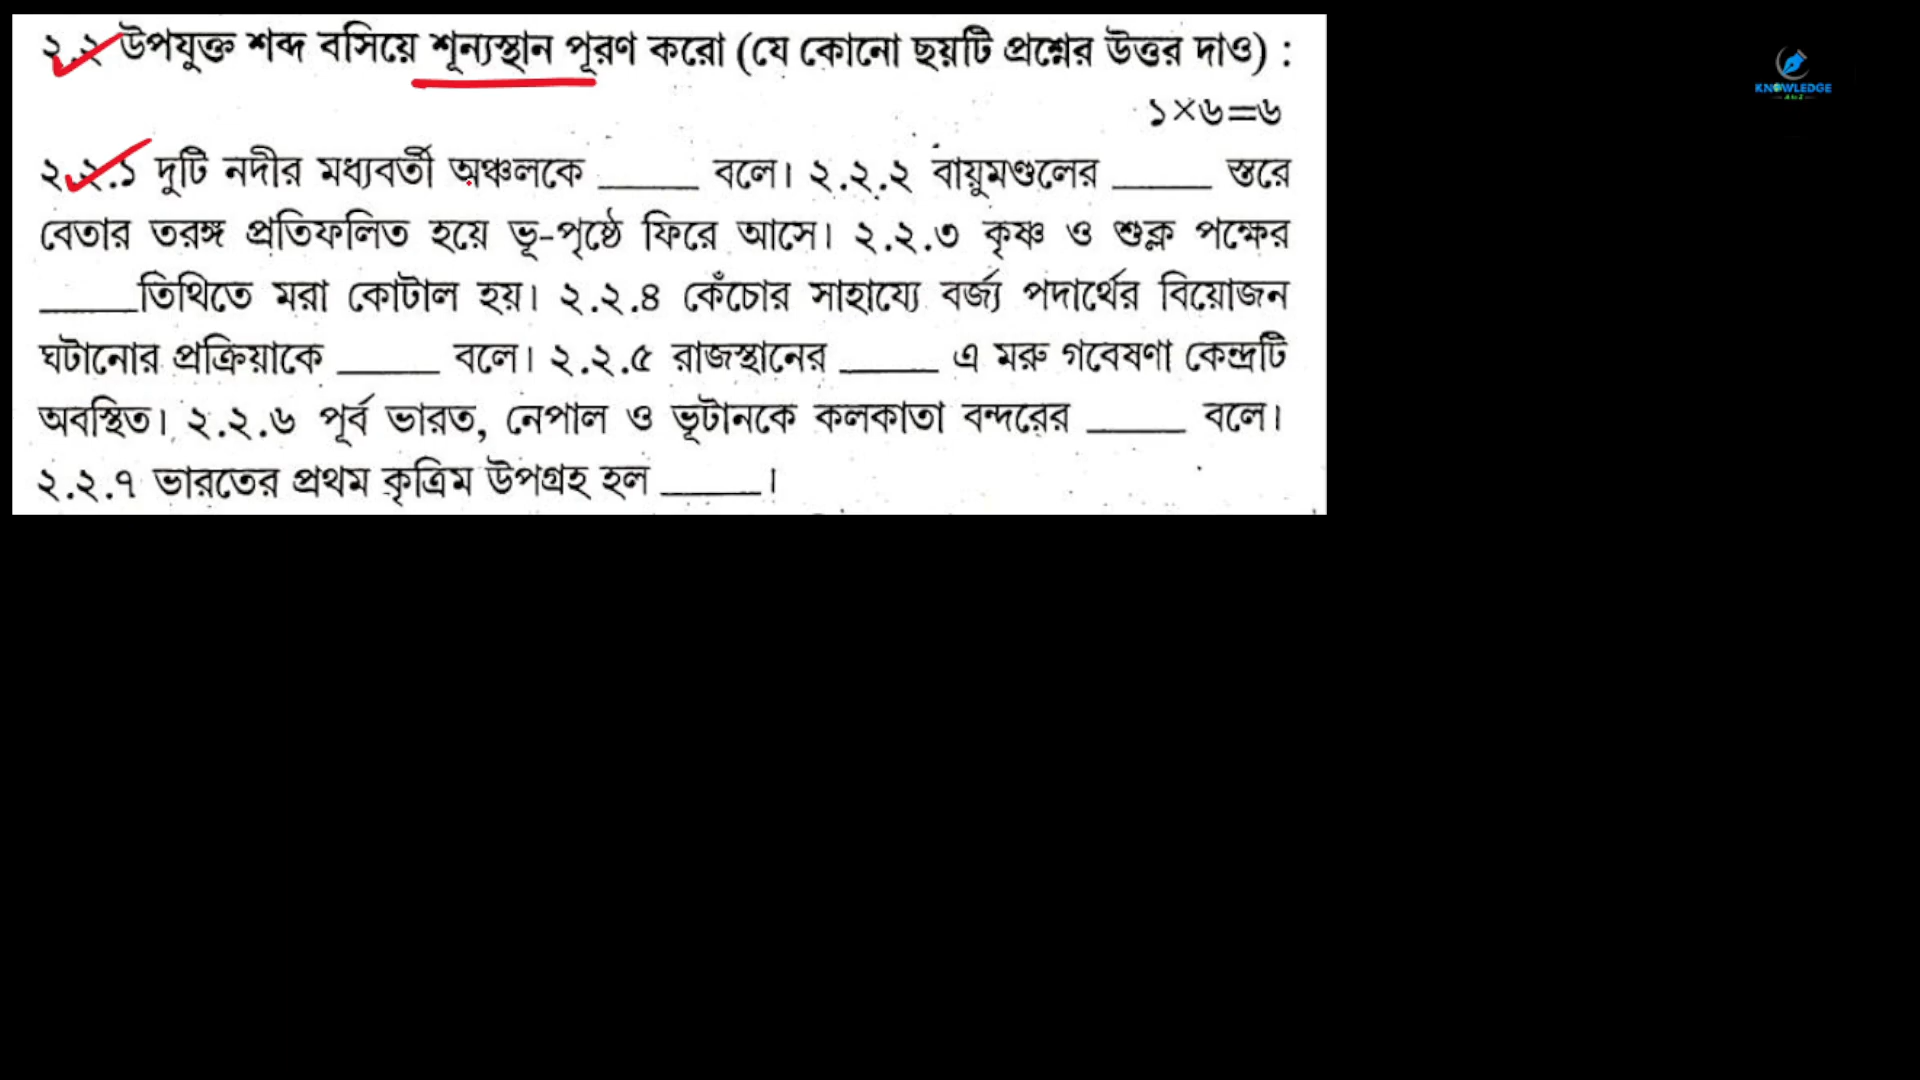 ২.২ উপযুক্ত শব্দ বসিয়ে শূন্যস্থান পূরণ করো (যে কোনো ছয়টি প্রশ্নের উত্তর দাও) :
১×৬=৬
২.২.১ দুটি নদীর মধ্যবর্তী অঞ্চলকে _____ বলে। ২.২.২ বায়ুমণ্ডলের _____ স্তরে
বেতার তরঙ্গ প্রতিফলিত হয়ে ভূ-পৃষ্ঠে ফিরে আসে। ২.২.৩ কৃষ্ণ ও শুক্ল পক্ষের
_____তিথিতে মরা কোটাল হয়। ২.২.৪ কেঁচোর সাহায্যে বর্জ্য পদার্থের বিয়োজন
ঘটানোর প্রক্রিয়াকে _____ বলে। ২.২.৫ রাজস্থানের _____ এ মরু গবেষণা কেন্দ্রটি
অবস্থিত। ২.২.৬ পূর্ব ভারত, নেপাল ও ভূটানকে কলকাতা বন্দরের _____ বলে।
২.২.৭ ভারতের প্রথম কৃত্রিম উপগ্রহ হল _____।
KNOWLEDGE